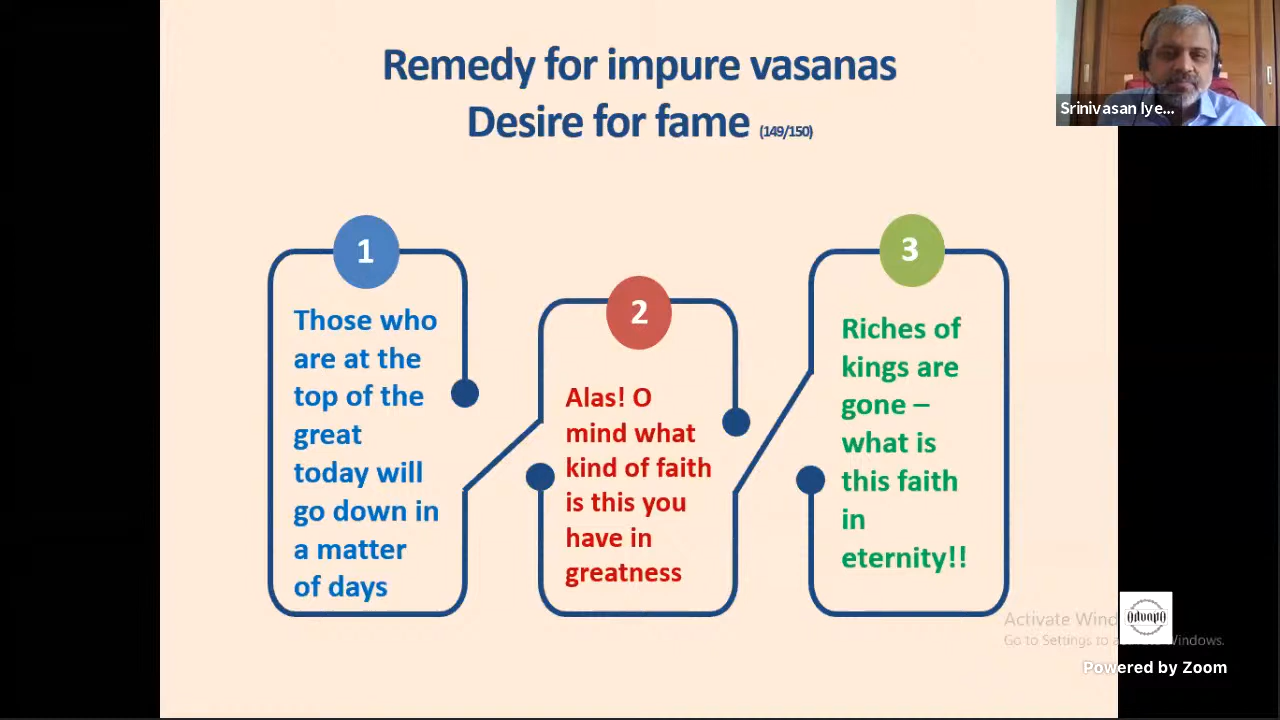 Remedy for impure vasanas
Desire for fame (149/150)
Srinivasan Iye...
1
Those who
are at the
top of the
great
today will
go down in
a matter
of days
2
Alas! O
mind what
kind of faith
is this you
have in
greatness
3
Riches of
kings are
gone –
what is
this faith
in
eternity!!
Activate Wind
Go to Settings to a Windows.
Powered by Zoom